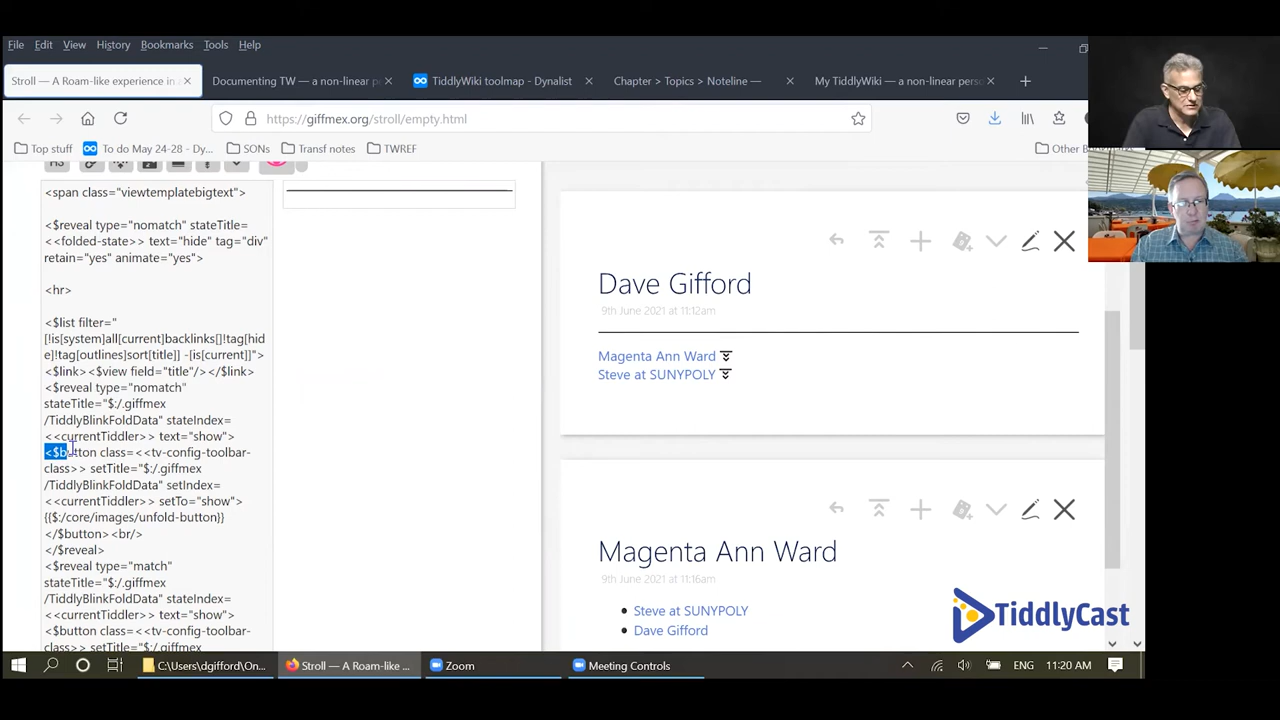 File Edit View History Bookmarks Tools Help
Stroll — A Roam-like experience in
Documenting TW — a non-linear pe
TiddlyWiki toolmap - Dynalist
Chapter > Topics > Noteline —
My TiddlyWiki — a non-linear perso
https://giffmex.org/stroll/empty.html
Top stuff
To do May 24-28 - Dy...
SONs
Transf notes
TWREF
Other Bookmarks
<span class="viewtemplatebigtext">
<$reveal type="nomatch" stateTitle=
<<folded-state>> text="hide" tag="div"
retain="yes" animate="yes">
<hr>
<$list filter="
[!is[system]all[current]backlinks[]!tag[hid
e]!tag[outlines]sort[title]] -[is[current]]">
<$link><$view field="title"/></$link>
<$reveal type="nomatch"
stateTitle="$:/.giffmex
/TiddlyBlinkFoldData" stateIndex=
<<currentTiddler>> text="show">
<$button class=<<tv-config-toolbar-
class>> setTitle="$:/.giffmex
/TiddlyBlinkFoldData" setIndex=
<<currentTiddler>> setTo="show">
{{$:/core/images/unfold-button}}
</$button><br/>
</$reveal>
<$reveal type="match"
stateTitle="$:/.giffmex
/TiddlyBlinkFoldData" stateIndex=
<<currentTiddler>> text="show">
<$button class=<<tv-config-toolbar-
class>> setTitle="$:/.giffmex
Dave Gifford
9th June 2021 at 11:12am
Magenta Ann Ward
Steve at SUNYPOLY
Magenta Ann Ward
9th June 2021 at 11:16am
Steve at SUNYPOLY
Dave Gifford
TiddlyCast
C:\Users\dgifford\On...
Stroll — A Roam-like ...
Zoom
Meeting Controls
ENG
11:20 AM